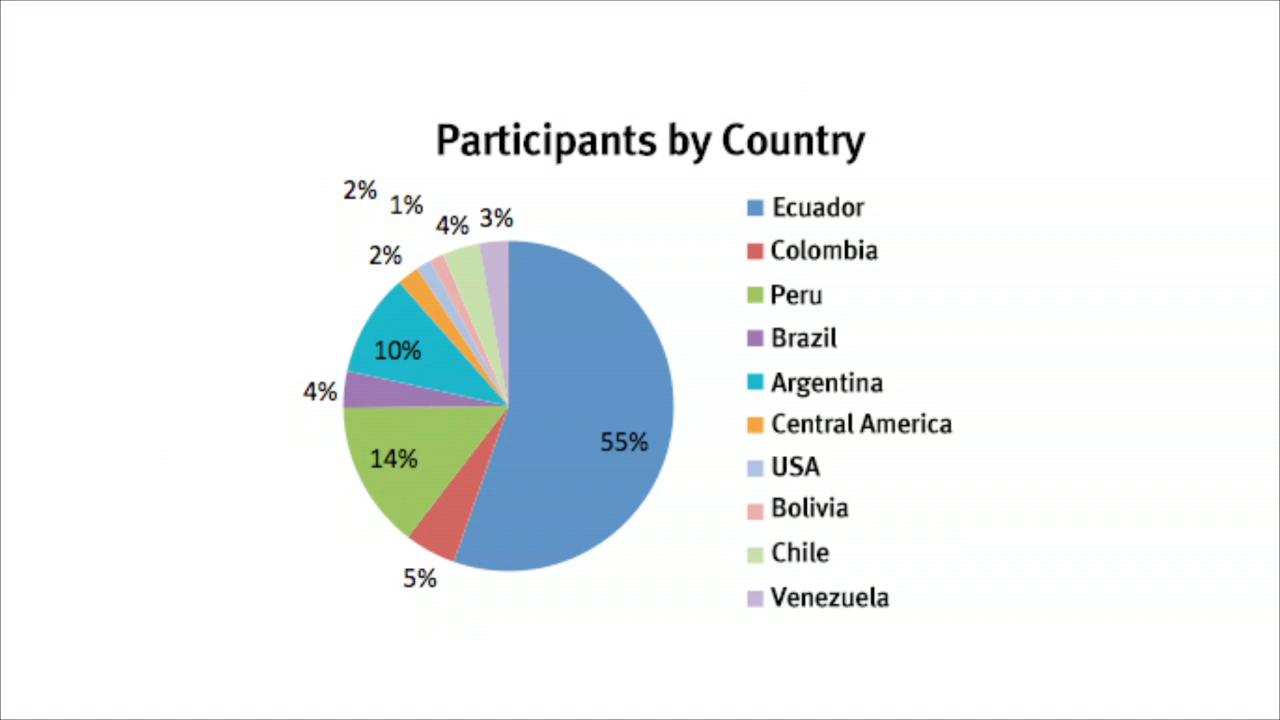 Participants by Country
2%
1%
4%
3%
2%
10%
4%
14%
55%
5%
Ecuador
Colombia
Peru
Brazil
Argentina
Central America
USA
Bolivia
Chile
Venezuela